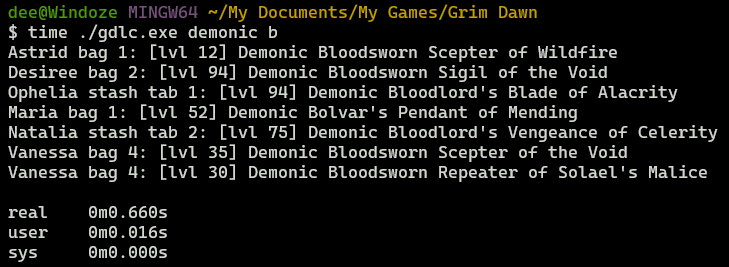 dee@Windoze MINGW64 ~/My Documents/My Games/Grim Dawn
$ time ./gdlc.exe demonic b
Astrid bag 1: [lvl 12] Demonic Bloodsworn Scepter of Wildfire
Desiree bag 2: [lvl 94] Demonic Bloodsworn Sigil of the Void
Ophelia stash tab 1: [lvl 94] Demonic Bloodlord's Blade of Alacrity
Maria bag 1: [lvl 52] Demonic Bolvar's Pendant of Mending
Natalia stash tab 2: [lvl 75] Demonic Bloodlord's Vengeance of Celerity
Vanessa bag 4: [lvl 35] Demonic Bloodsworn Scepter of the Void
Vanessa bag 4: [lvl 30] Demonic Bloodsworn Repeater of Solael's Malice

real    0m0.660s
user    0m0.016s
sys     0m0.000s